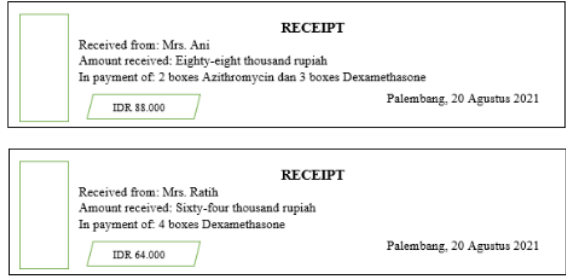 RECEIPT
Received from: Mrs. Ani
Amount received: Eighty-eight thousand rupiah
In payment of: 2 boxes Azithromycin dan 3 boxes Dexamethasone
IDR 88.000
Palembang, 20 Agustus 2021
RECEIPT
Received from: Mrs. Ratih
Amount received: Sixty-four thousand rupiah
In payment of: 4 boxes Dexamethasone
IDR 64.000
Palembang, 20 Agustus 2021